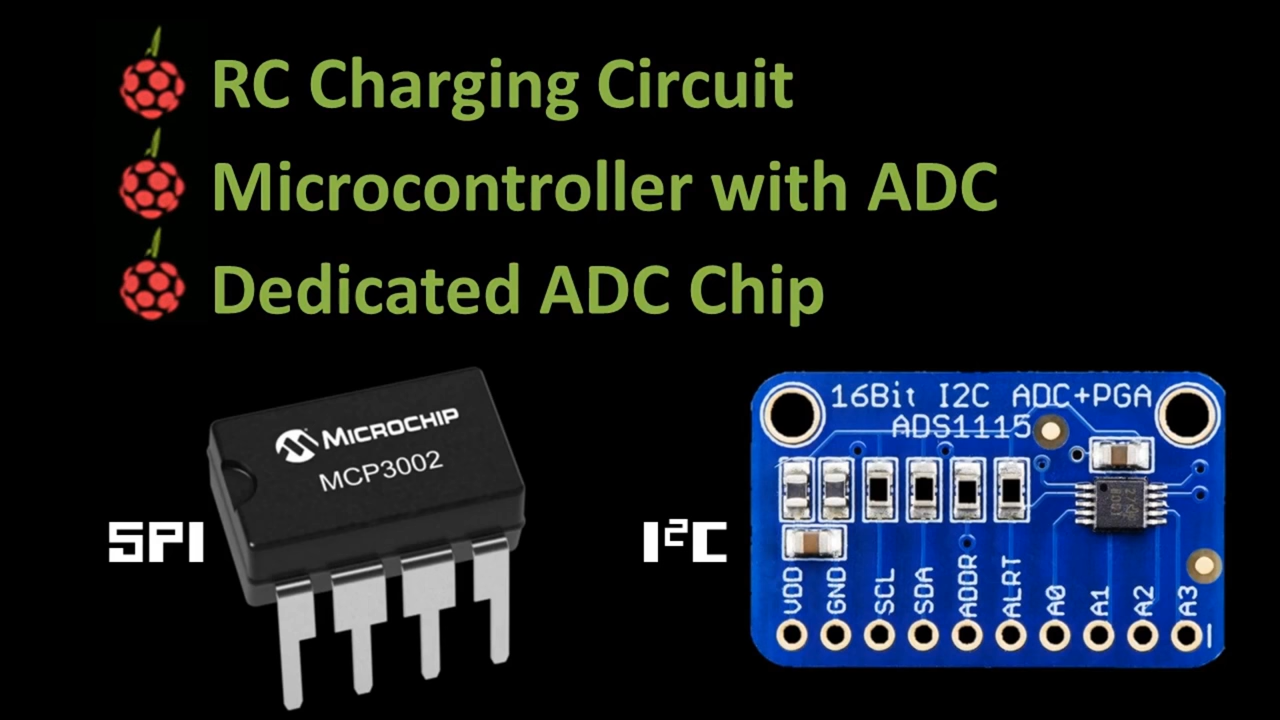 RC Charging Circuit
Microcontroller with ADC
Dedicated ADC Chip
MICROCHIP
MCP3002
SPI
I²C
16Bit I2C ADC+PGA
ADS1115
VDD
GND
SCL
SDA
ADDR
ALRT
A0
A1
A2
A3